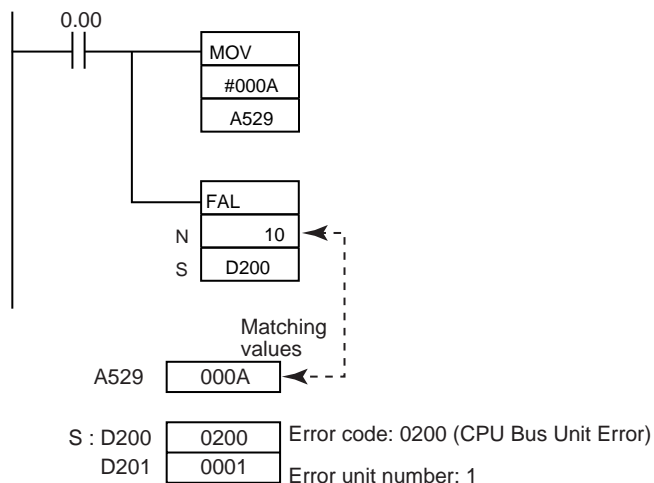 0.00
MOV
#000A
A529
FAL
N 10
S D200
Matching
values
A529 000A
S : D200 0200 Error code: 0200 (CPU Bus Unit Error)
D201 0001 Error unit number: 1